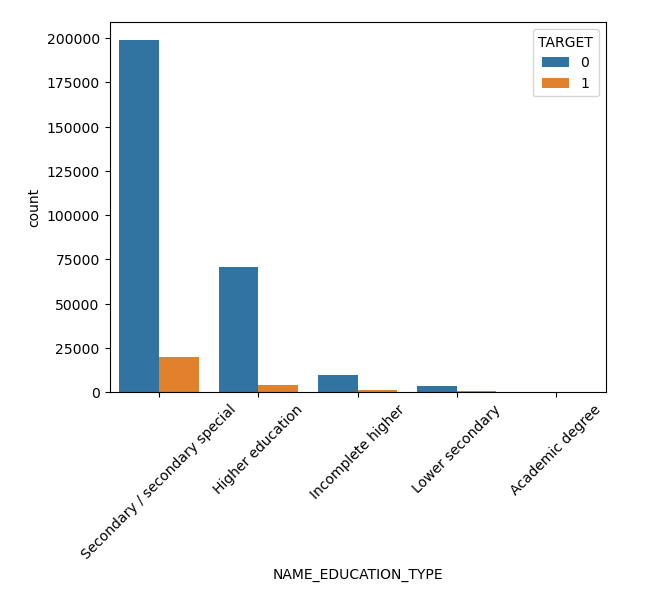 200000
175000
150000
125000
100000
75000
50000
25000
0
count
TARGET
0
1
Secondary / secondary special
Higher education
Incomplete higher
Lower secondary
Academic degree
NAME_EDUCATION_TYPE